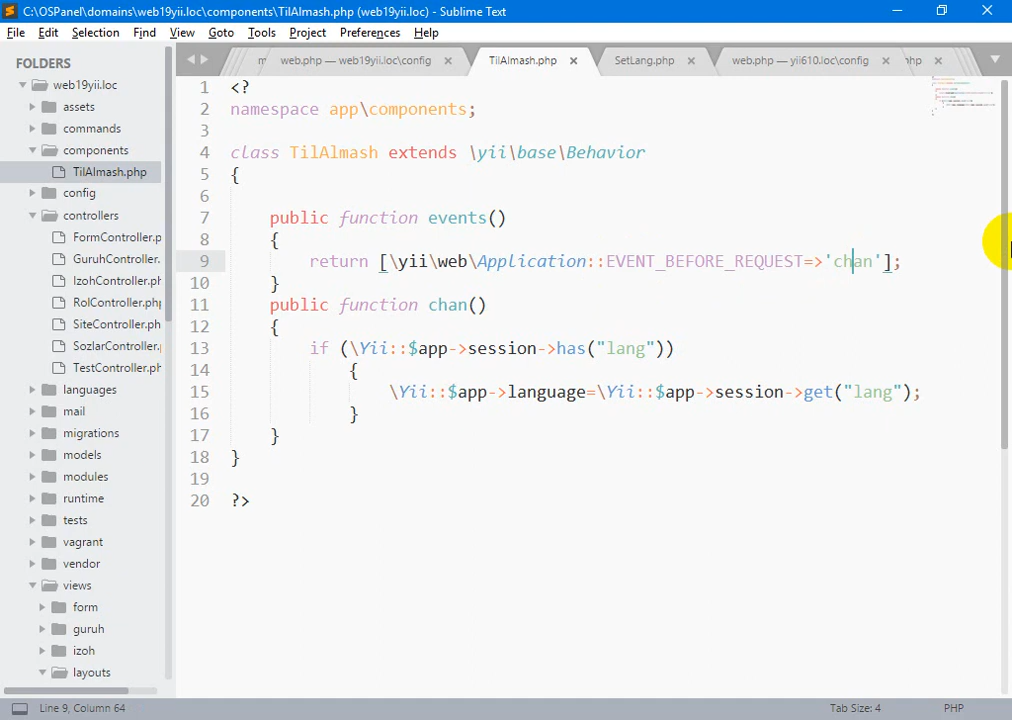 C:\OSPanel\domains\web19yii.loc\components\TilAlmash.php (web19yii.loc) - Sublime Text
File Edit Selection Find View Goto Tools Project Preferences Help
FOLDERS
web19yii.loc
assets
commands
components
TilAlmash.php
config
controllers
FormController.p
GuruhController.
IzohController.ph
RolController.php
SiteController.ph
SozlarController.
TestController.ph
languages
mail
migrations
models
modules
runtime
tests
vagrant
vendor
views
form
guruh
izoh
layouts
web.php — web19yii.loc\config
TilAlmash.php
SetLang.php
web.php — yii610.loc\config
php
1 <?
2 namespace app\components;
3
4 class TilAlmash extends \yii\base\Behavior
5 {
6
7 public function events()
8 {
9 return [\yii\web\Application::EVENT_BEFORE_REQUEST=>'chan'];
10 }
11 public function chan()
12 {
13 if (\Yii::$app->session->has("lang"))
14 {
15 \Yii::$app->language=\Yii::$app->session->get("lang");
16 }
17 }
18 }
19
20 ?>
Line 9, Column 64
Tab Size: 4
PHP